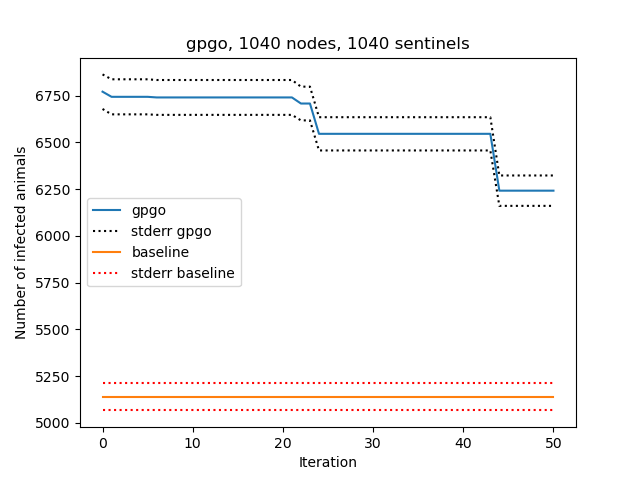 gpgo, 1040 nodes, 1040 sentinels
Number of infected animals
6750
6500
6250
6000
5750
5500
5250
5000
gpgo
stderr gpgo
baseline
stderr baseline
0 10 20 30 40 50
Iteration